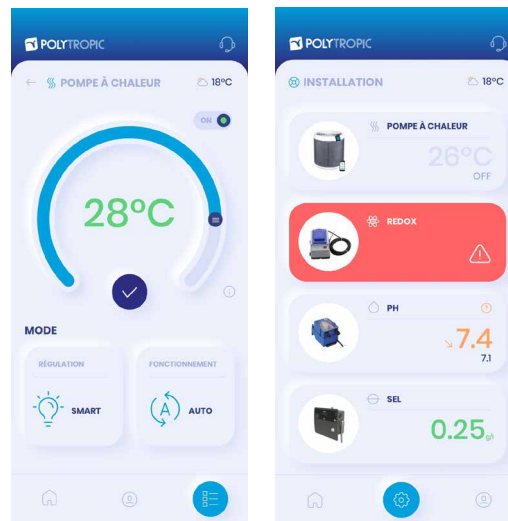 POLYTROPIC
POMPE À CHALEUR
18°C
ON
28°C
MODE
RÉGULATION
SMART
FONCTIONNEMENT
A
AUTO
POLYTROPIC
INSTALLATION
18°C
POMPE À CHALEUR
26°C
OFF
REDOX
PH
7.4
7.1
SEL
0.25 g/l